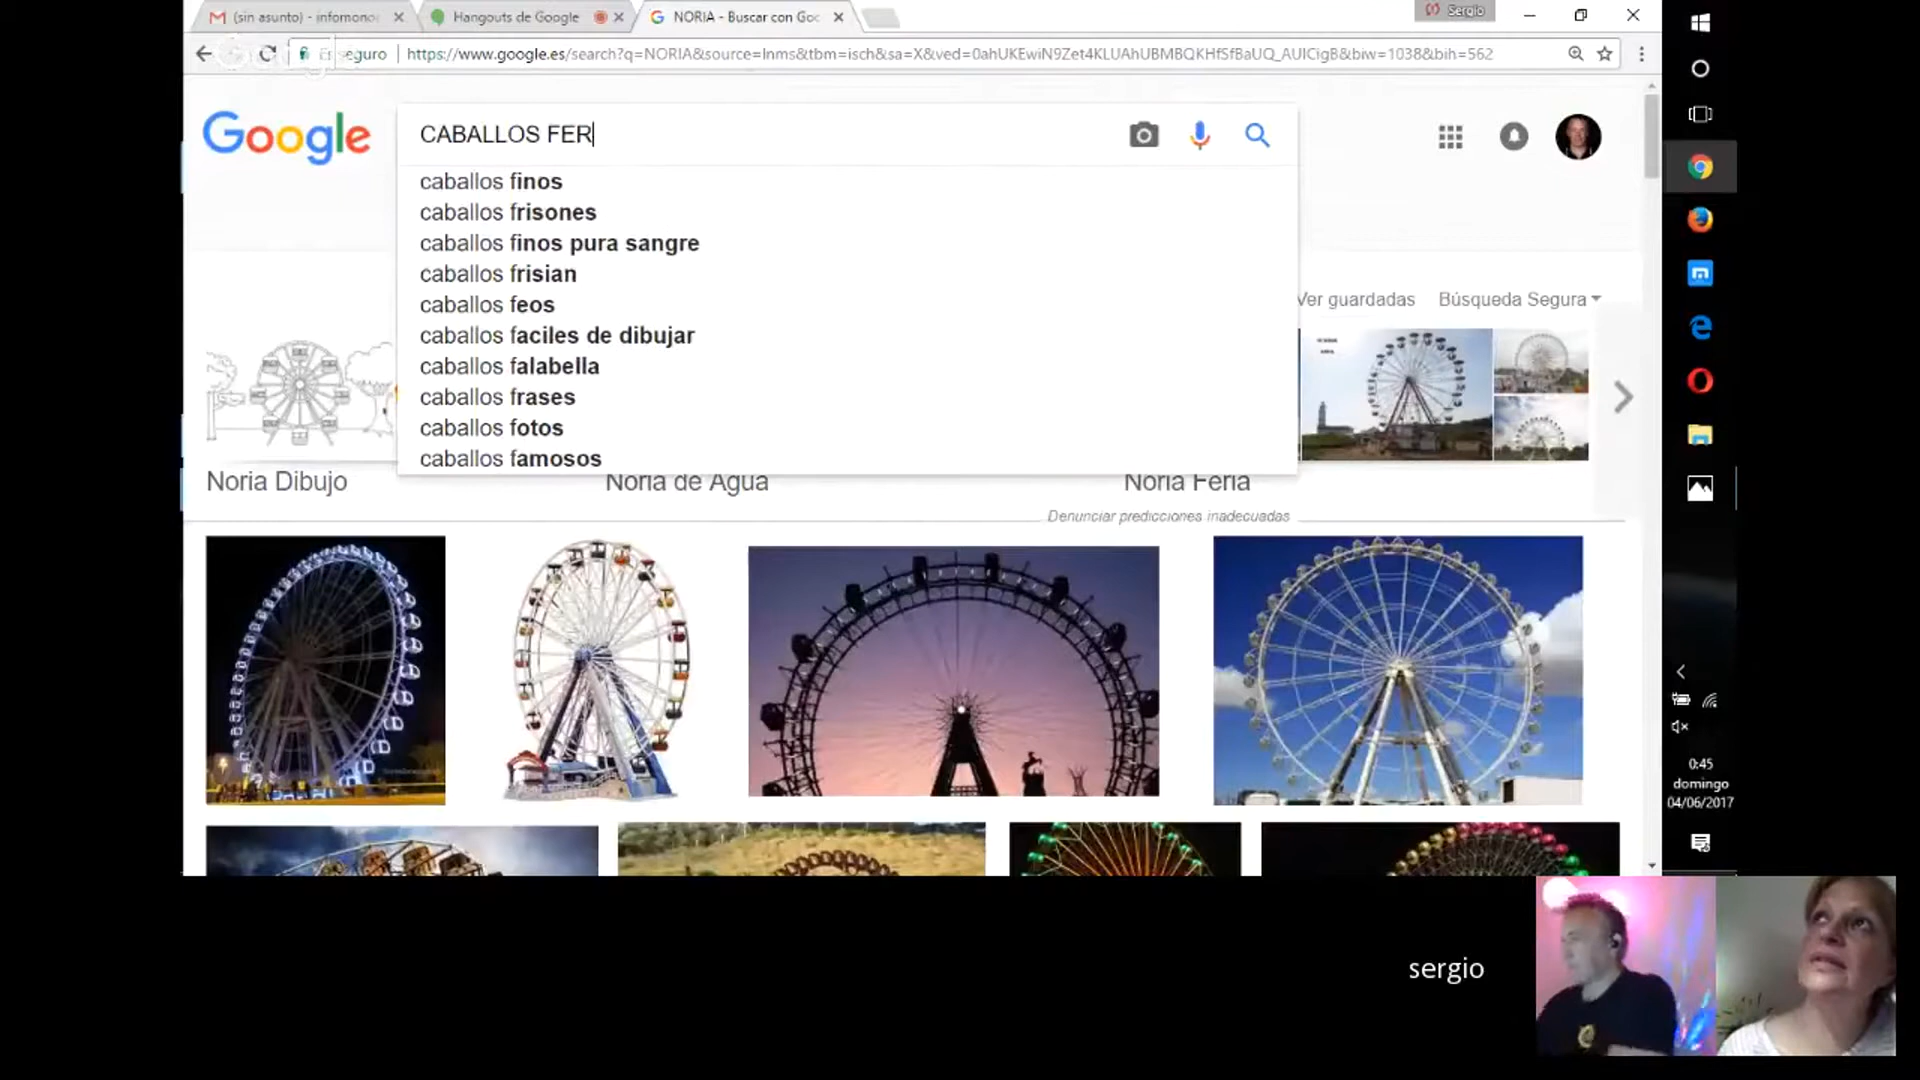 (sin asunto) - infomono
Hangouts de Google
NORIA - Buscar con Goo
Sergio
seguro
https://www.google.es/search?q=NORIA&source=lnms&tbm=isch&sa=X&ved=0ahUKEwiN9Zet4KLUAhUBMBQKHfSfBaUQ_AUICigB&biw=1038&bih=562
Google
CABALLOS FER
caballos finos
caballos frisones
caballos finos pura sangre
caballos frisian
caballos feos
caballos faciles de dibujar
caballos falabella
caballos frases
caballos fotos
caballos famosos
Ver guardadas
Búsqueda Segura
Noria Dibujo
Noria de Agua
Noria Feria
Denunciar predicciones inadecuadas
0:45
domingo
04/06/2017
sergio